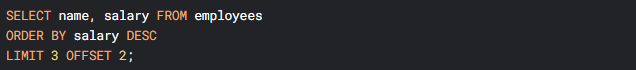 SELECT name, salary FROM employees
ORDER BY salary DESC
LIMIT 3 OFFSET 2;